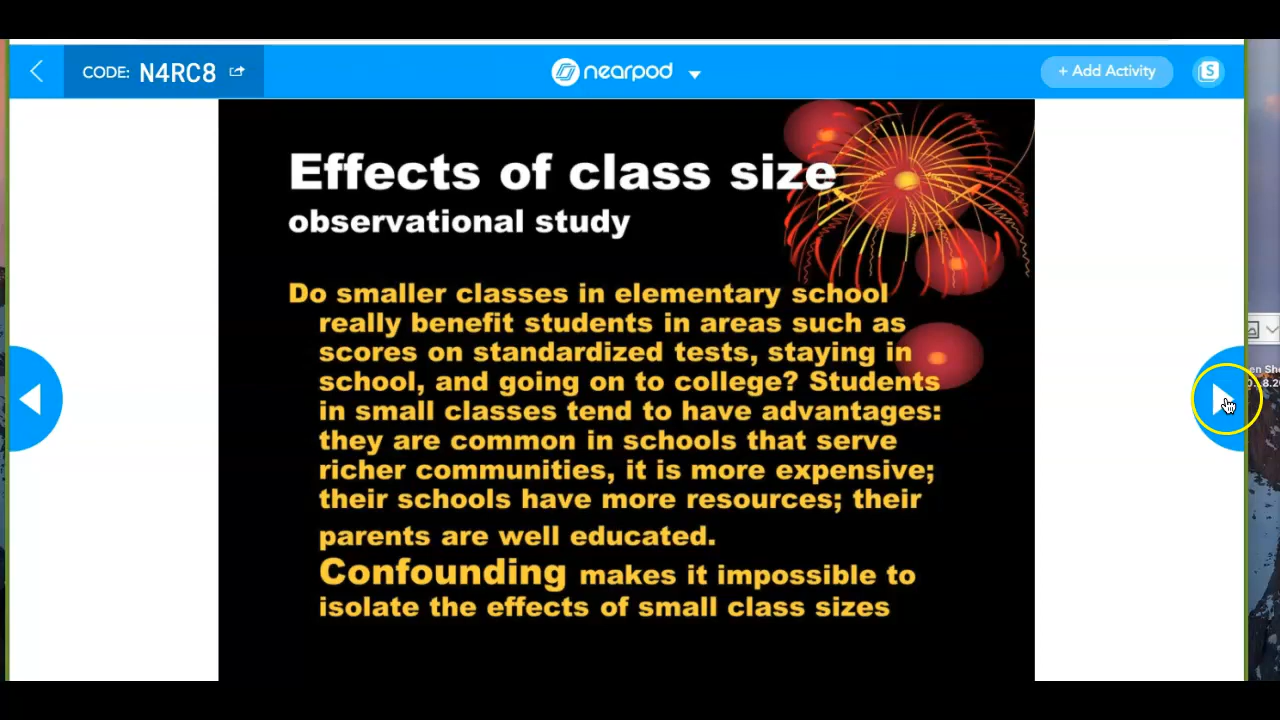 CODE: N4RC8
nearpod
+ Add Activity
S
Effects of class size
observational study
Do smaller classes in elementary school
really benefit students in areas such as
scores on standardized tests, staying in
school, and going on to college? Students
in small classes tend to have advantages:
they are common in schools that serve
richer communities, it is more expensive;
their schools have more resources; their
parents are well educated.
Confounding makes it impossible to
isolate the effects of small class sizes